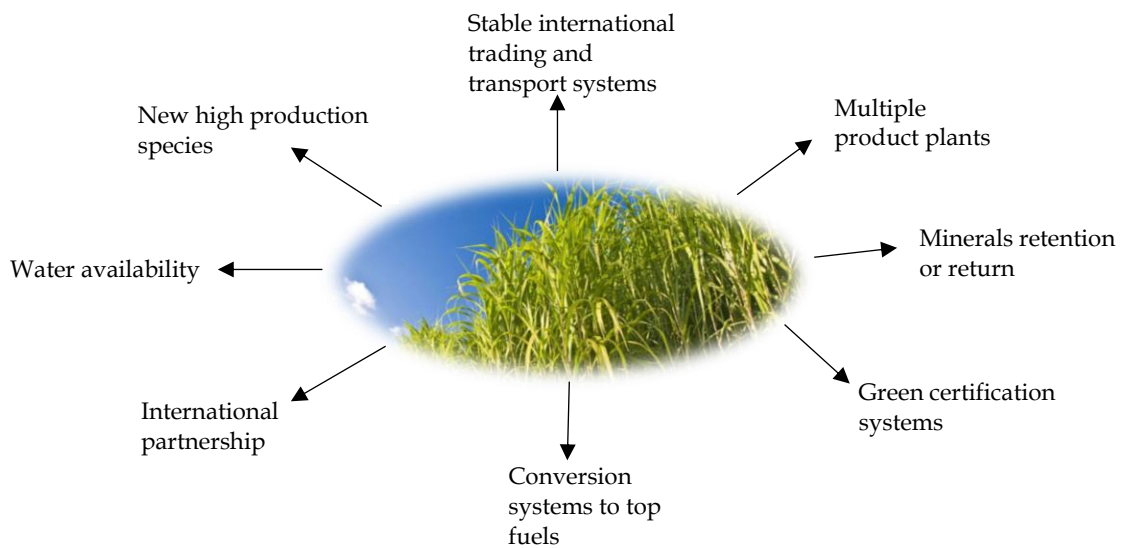 Stable international
trading and
transport systems
New high production
species
Multiple
product plants
Water availability
Minerals retention
or return
International
partnership
Green certification
systems
Conversion
systems to top
fuels